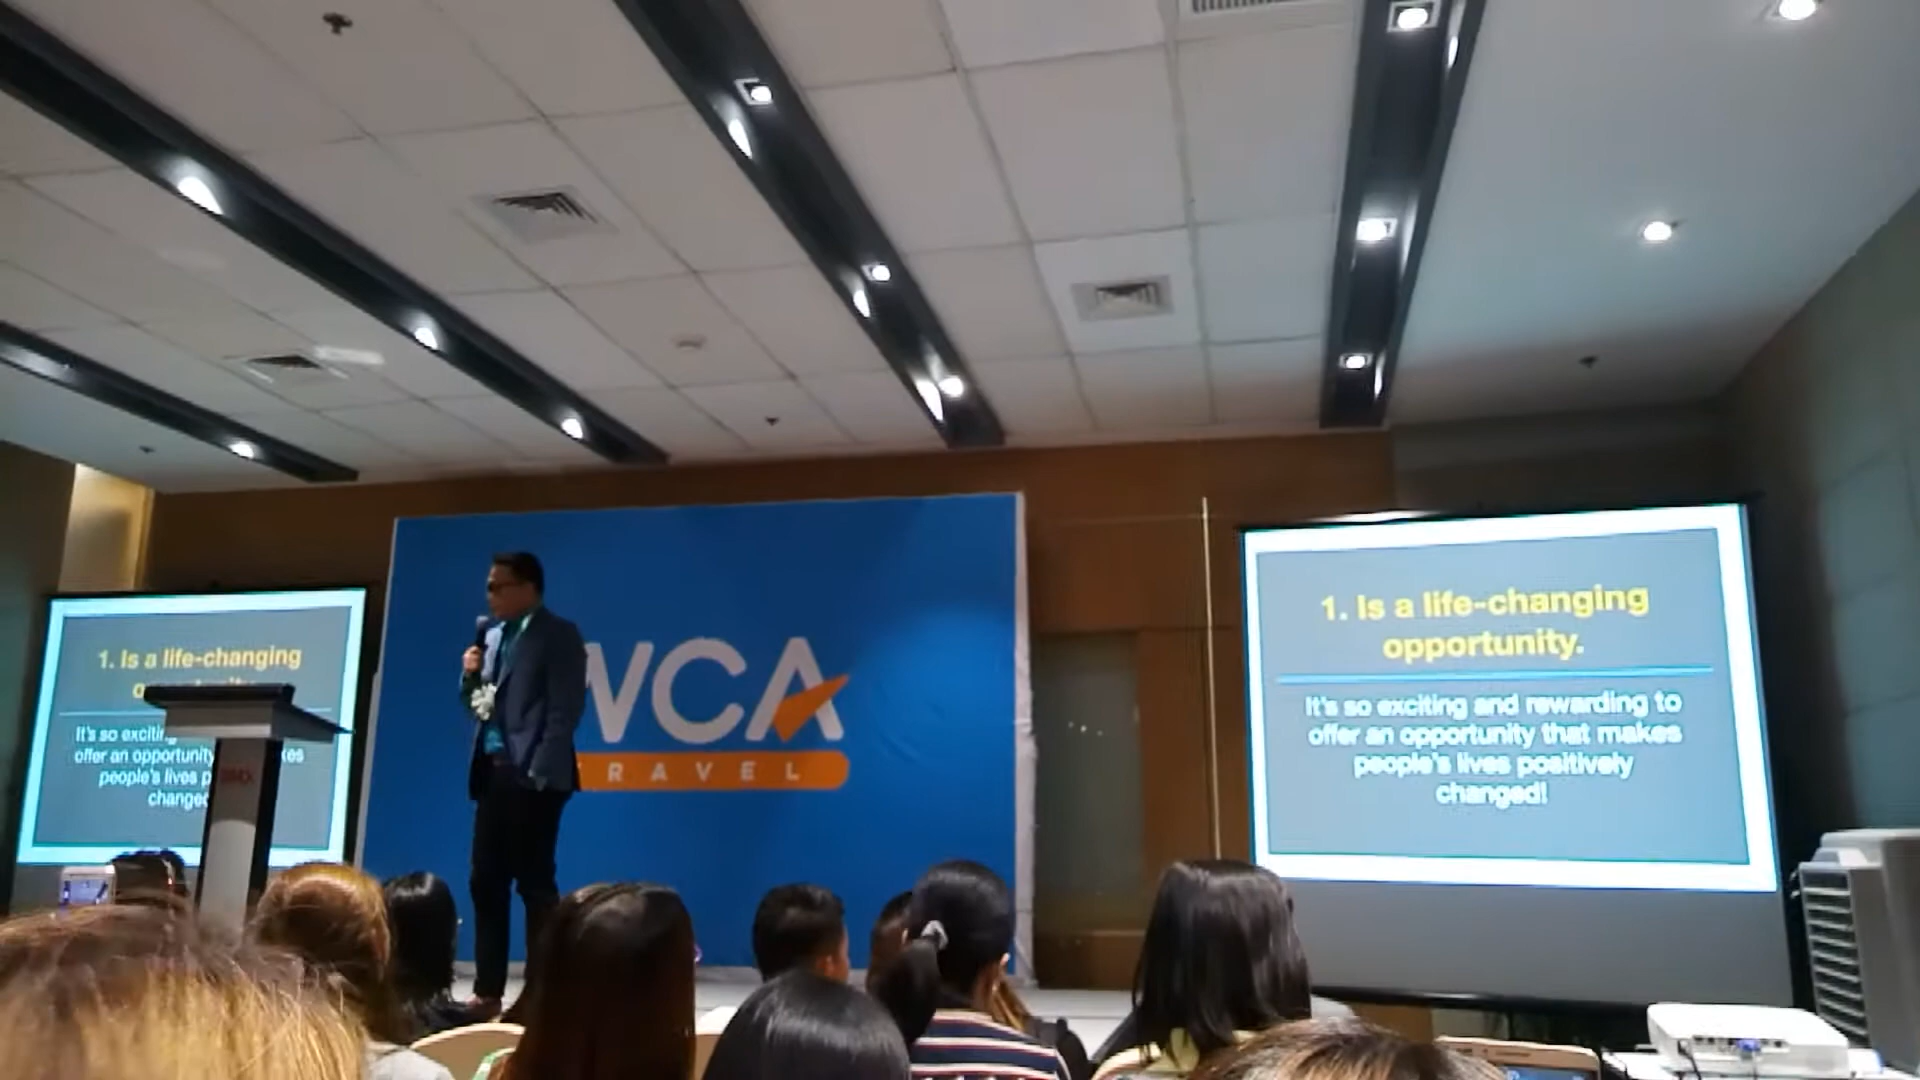 1. Is a life-changing
It's so exciting
offer an opportunity
people's lives
changed
WCA
RAVEL
1. Is a life-changing
opportunity.
It's so exciting and rewarding to
offer an opportunity that makes
people's lives positively
changed!